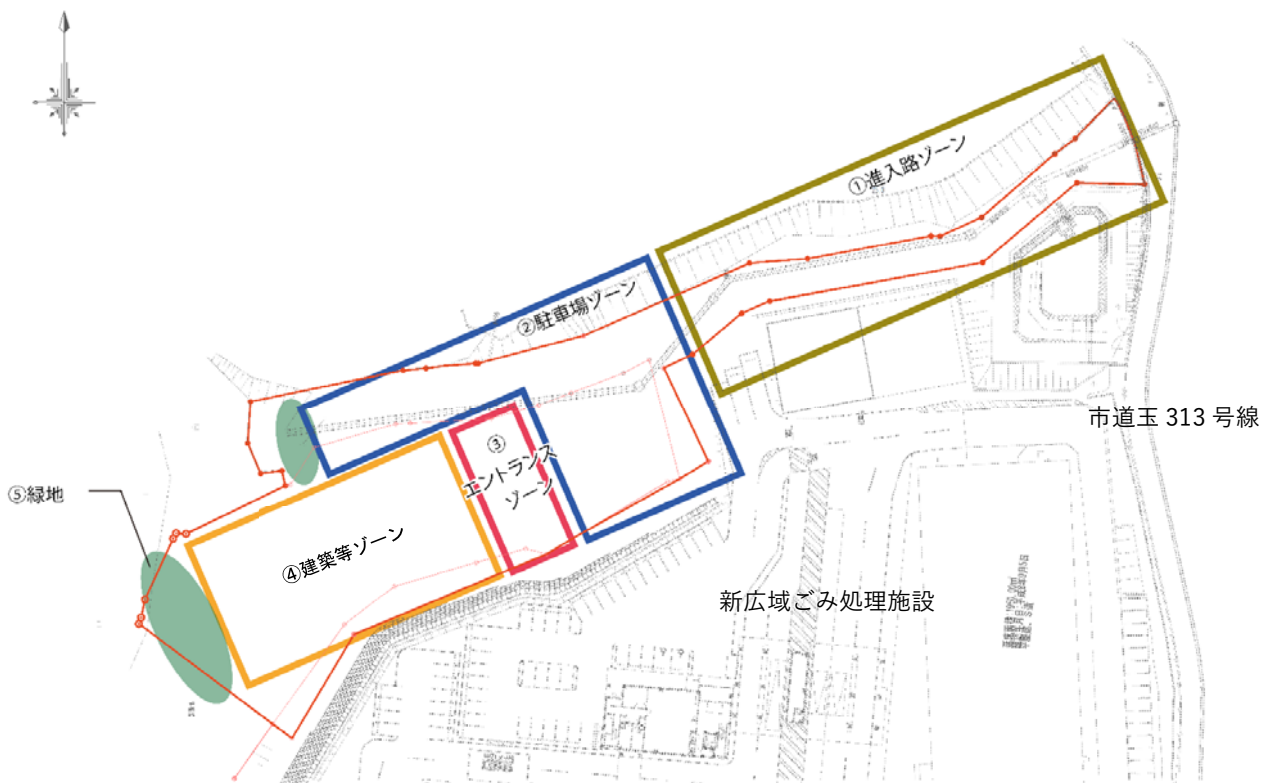 ①進入路ゾーン
②駐車場ゾーン
③
エントランス
ゾーン
市道玉 313 号線
⑤緑地
④建築等ゾーン
新広域ごみ処理施設